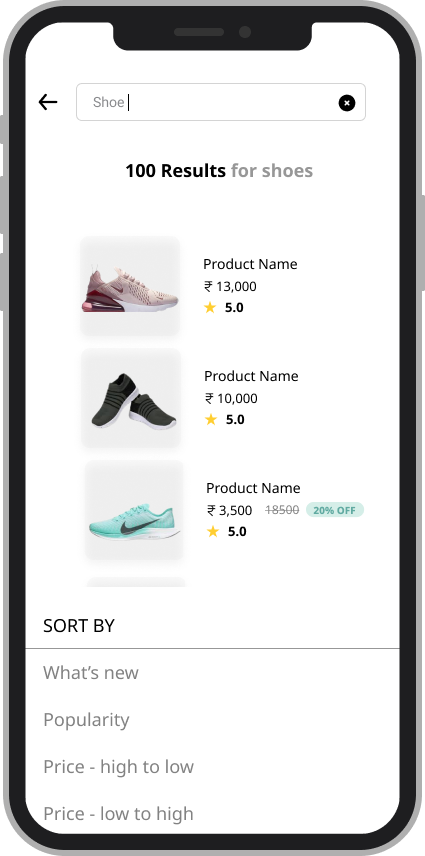 Shoe
100 Results for shoes
Product Name
₹ 13,000
5.0
Product Name
₹ 10,000
5.0
Product Name
₹ 3,500 18500 20% OFF
5.0
SORT BY
What’s new
Popularity
Price - high to low
Price - low to high